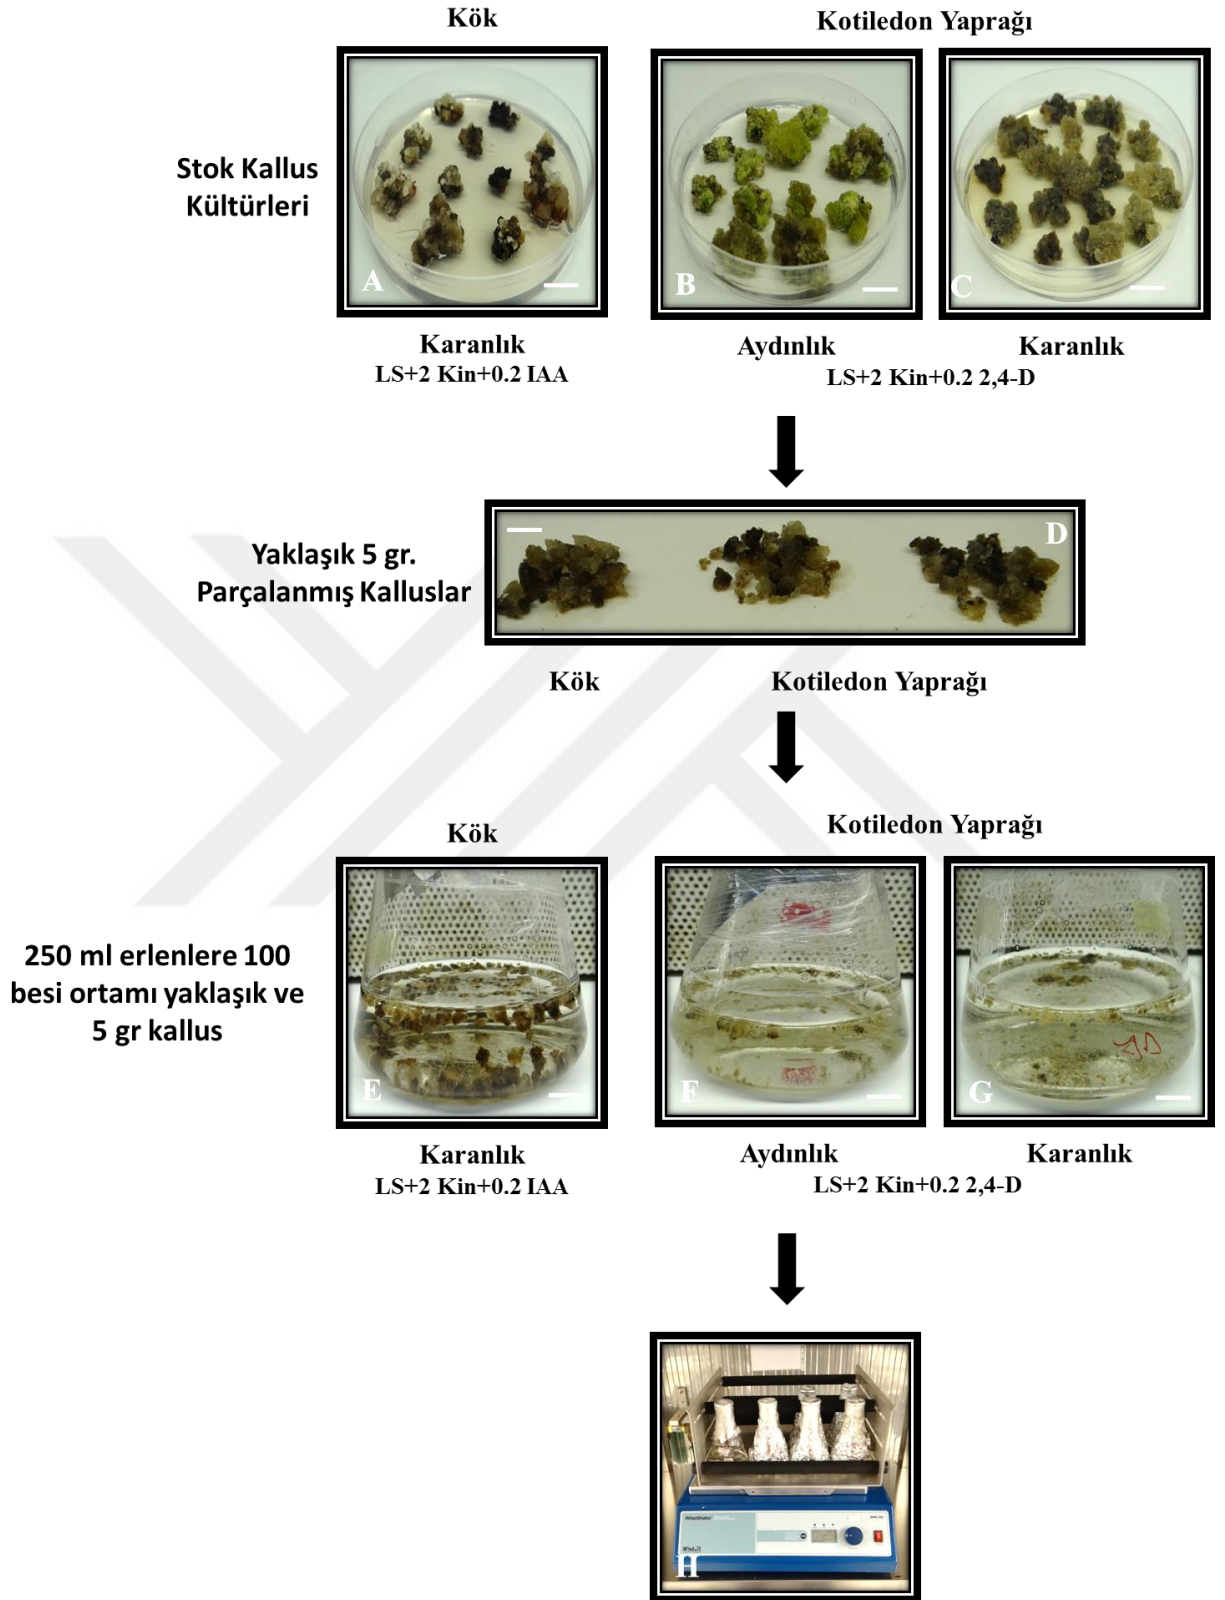 Kök
Kotiledon Yaprağı
Stok Kallus
Kültürleri
A
B
C
Karanlık
LS+2 Kin+0.2 IAA
Aydınlık
Karanlık
LS+2 Kin+0.2 2,4-D
D
Yaklaşık 5 gr.
Parçalanmış Kalluslar
Kök
Kotiledon Yaprağı
Kök
Kotiledon Yaprağı
250 ml erlenlere 100
besi ortamı yaklaşık ve
5 gr kallus
E
F
G
Karanlık
LS+2 Kin+0.2 IAA
Aydınlık
Karanlık
LS+2 Kin+0.2 2,4-D
WiseShake
H